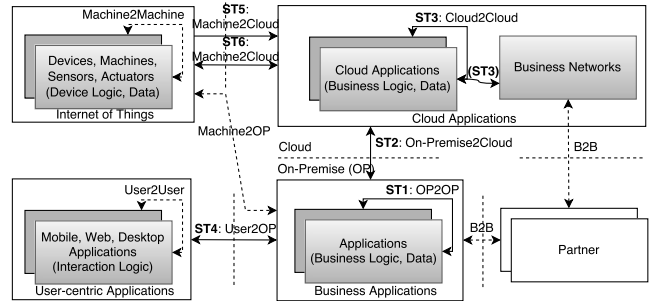 Machine2Machine
Devices, Machines,
Sensors, Actuators
(Device Logic, Data)
Internet of Things
ST5:
Machine2Cloud
ST6:
Machine2Cloud
ST3: Cloud2Cloud
Cloud Applications
(Business Logic, Data)
(ST3)
Business Networks
Cloud Applications
Machine2OP
Cloud
On-Premise (OP)
ST2: On-Premise2Cloud
B2B
User2User
Mobile, Web, Desktop
Applications
(Interaction Logic)
User-centric Applications
ST4: User2OP
ST1: OP2OP
Applications
(Business Logic, Data)
Business Applications
B2B
Partner